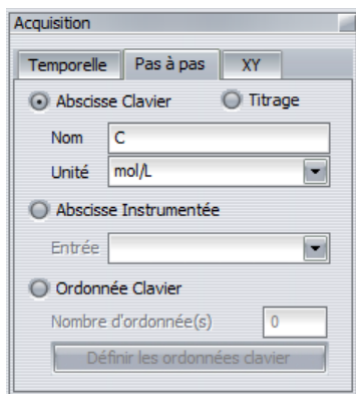 Acquisition
Temporelle Pas à pas XY
Abscisse Clavier Titrage
Nom C
Unité mol/L
Abscisse Instrumentée
Entrée
Ordonnée Clavier
Nombre d'ordonnée(s) 0
Définir les ordonnées clavier